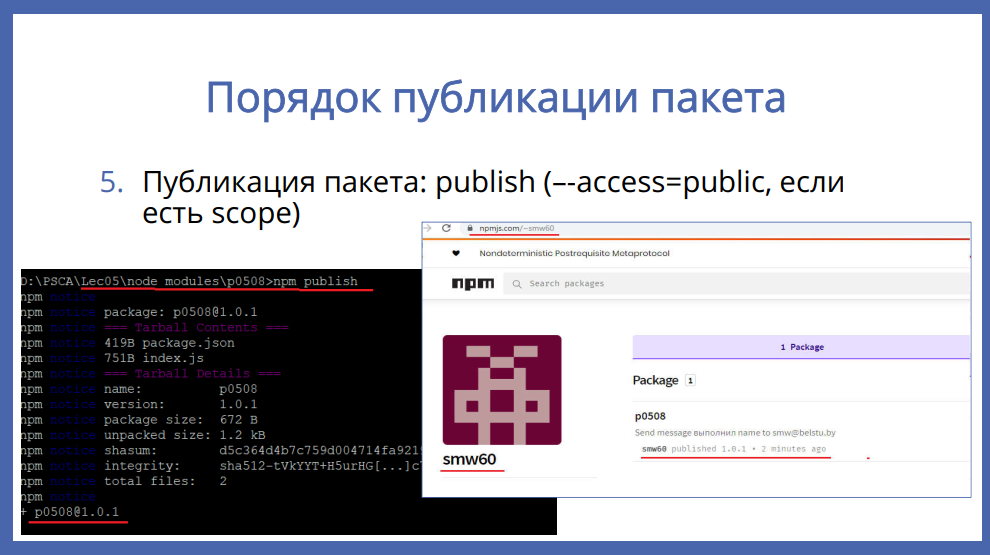 Порядок публикации пакета
5. Публикация пакета: publish (–-access=public, если
есть scope)
D:\PSCA\Lec05\node_modules\p0508>npm publish
npm notice
npm notice package: p0508@1.0.1
npm notice === Tarball Contents ===
npm notice 419B package.json
npm notice 751B index.js
npm notice === Tarball Details ===
npm notice name: p0508
npm notice version: 1.0.1
npm notice package size: 672 B
npm notice unpacked size: 1.2 kB
npm notice shasum: d5c364d4b7c759d004714fa9215
npm notice integrity: sha512-tVkYYT+H5urHG[...]c
npm notice total files: 2
npm notice
+ p0508@1.0.1
npmjs.com/~smw60
Nondeterministic Postrequisite Metaprotocol
npm
Search packages
1 Package
Package 1
p0508
Send message выполнил name to smw@belstu.by
smw60 published 1.0.1 • 2 minutes ago
smw60